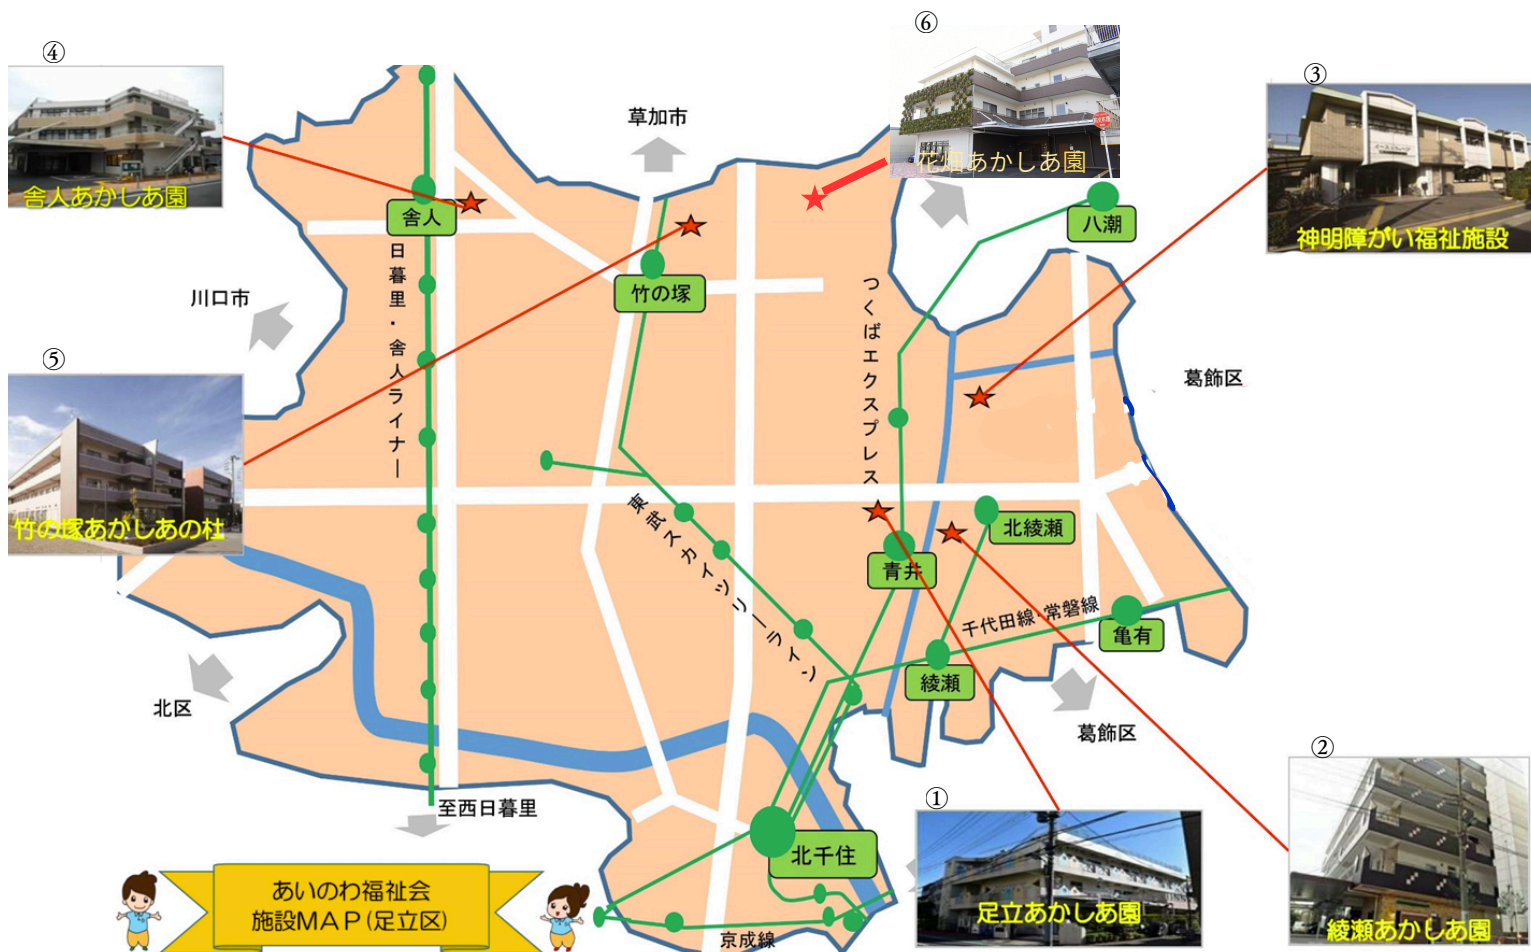 ⑥
④
③
草加市
花畑あかしあ園
舎人あかしあ園
舎人
八潮
神明障がい福祉施設
日暮里・舎人ライナー
川口市
竹の塚
つくばエクスプレス
⑤
葛飾区
竹の塚あかしあの杜
東武スカイツリーライン
北綾瀬
青井
千代田線・常磐線
亀有
綾瀬
北区
葛飾区
②
①
至西日暮里
北千住
あいのわ福祉会
施設MAP(足立区)
足立あかしあ園
綾瀬あかしあ園
京成線